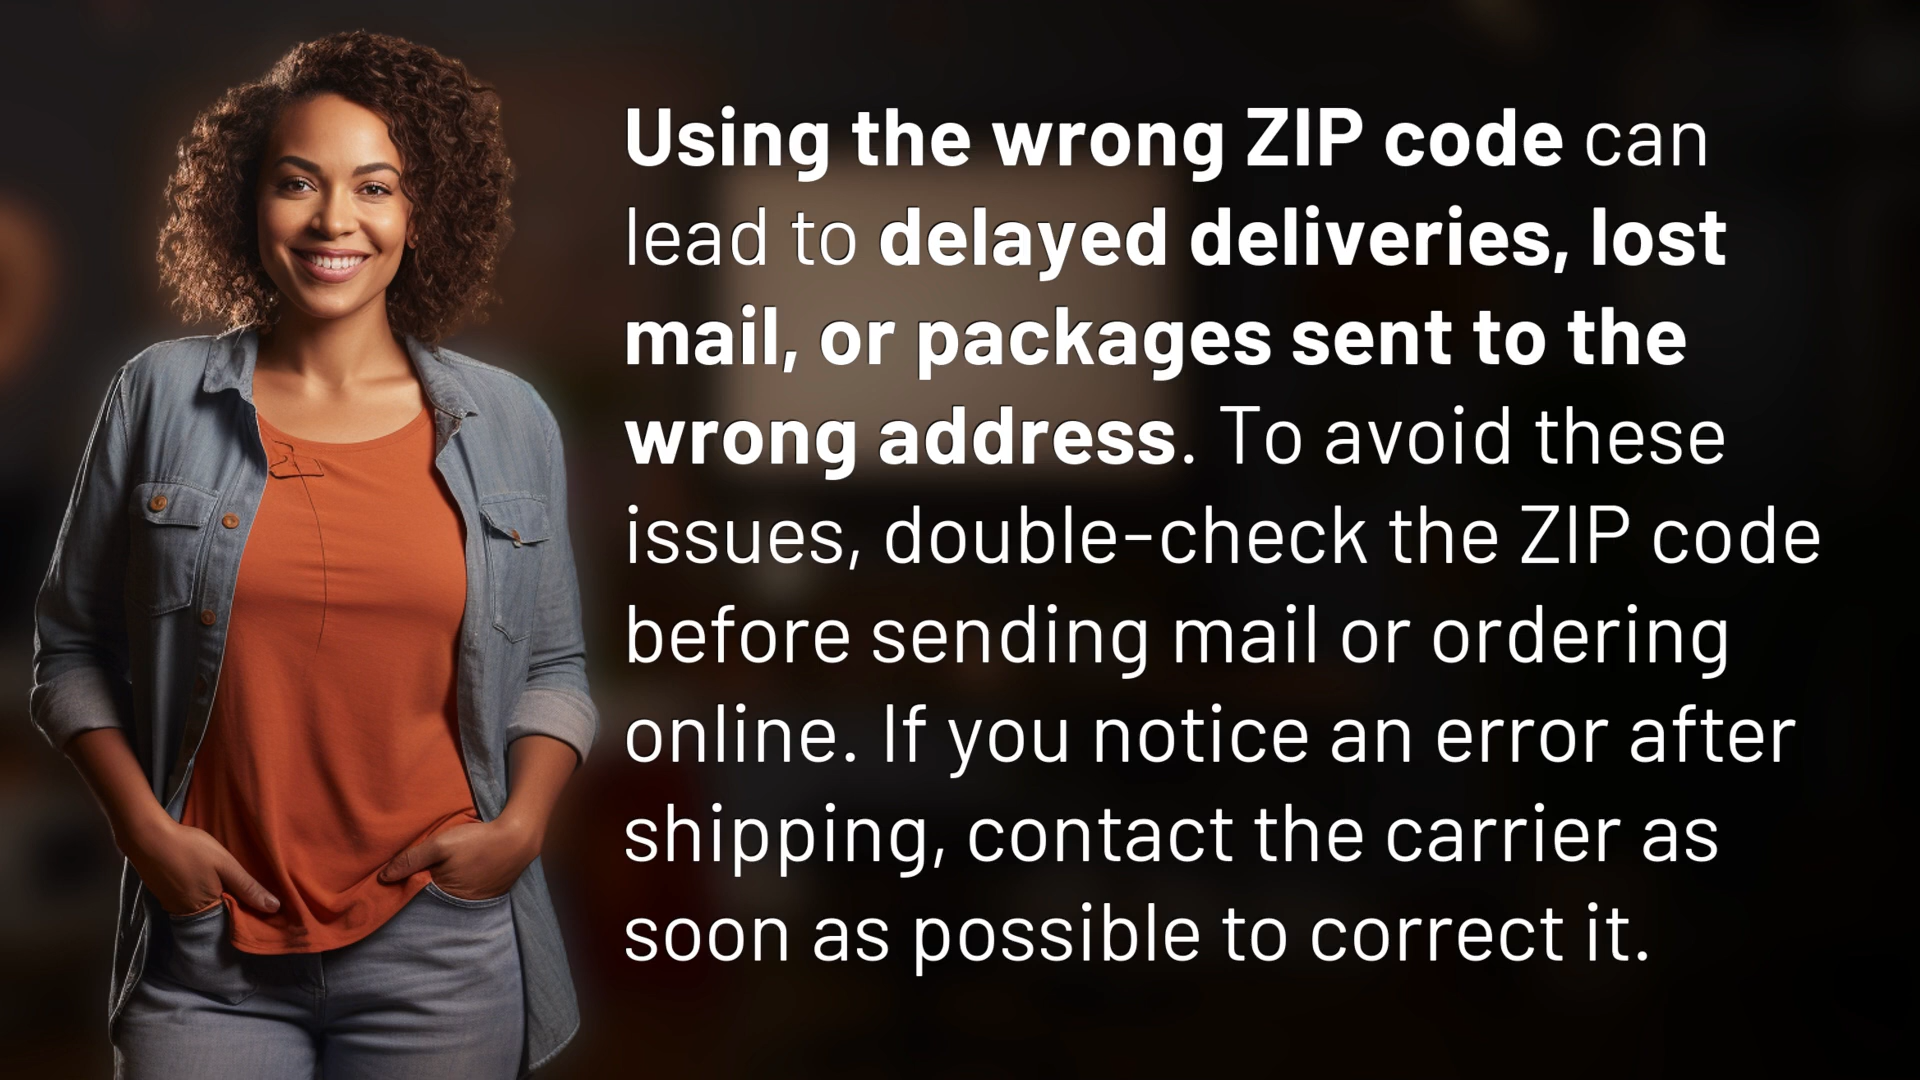 Using the wrong ZIP code can
lead to delayed deliveries, lost
mail, or packages sent to the
wrong address. To avoid these
issues, double-check the ZIP code
before sending mail or ordering
online. If you notice an error after
shipping, contact the carrier as
soon as possible to correct it.